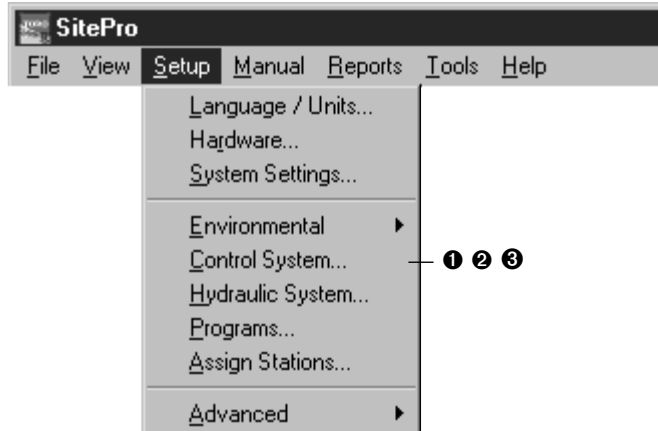 SitePro
File View Setup Manual Reports Tools Help
Language / Units...
Hardware...
System Settings...
Environmental
Control System... ❶ ❷ ❸
Hydraulic System...
Programs...
Assign Stations...
Advanced